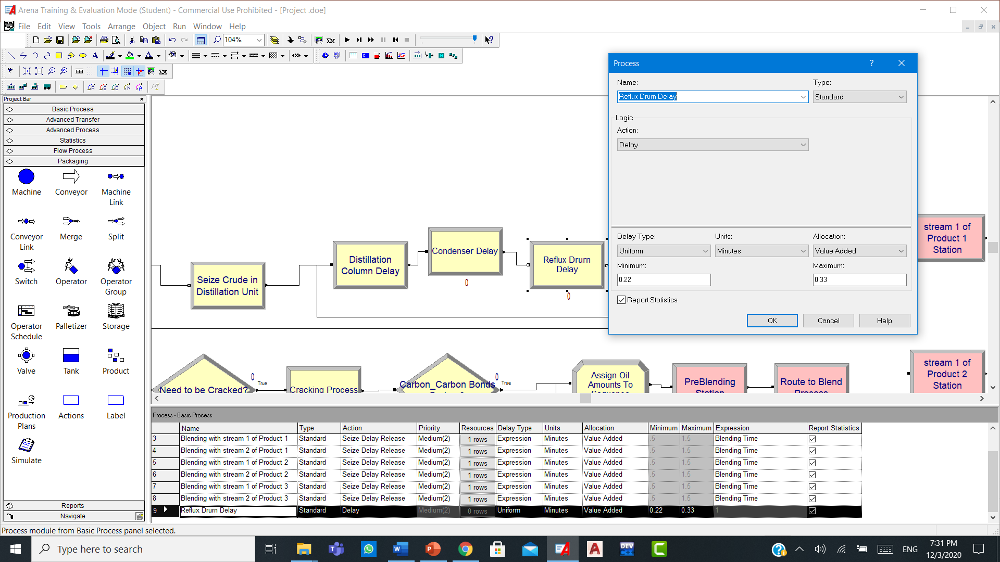 Arena Training & Evaluation Mode (Student) - Commercial Use Prohibited - [Project .doe]
File Edit View Tools Arrange Object Run Window Help
104%
Project Bar
Basic Process
Advanced Transfer
Advanced Process
Statistics
Flow Process
Packaging
Machine Conveyor Machine Link
Conveyor Link Merge Split
Switch Operator Operator Group
Operator Schedule Palletizer Storage
Valve Tank Product
Production Plans Actions Label
Simulate
Reports
Navigate
Seize Crude in
Distillation Unit
Distillation
Column Delay
Condenser Delay
0
Reflux Drurn
Delay
0
Process
?
Name: Type:
Reflux Drurn Delay Standard
Logic
Action:
Delay
Delay Type: Units: Allocation:
Uniform Minutes Value Added
Minimum: Maximum:
0.22 0.33
Report Statistics
OK Cancel Help
stream 1 of
Product 1
Station
Need to be Cracked?
0
True
Cracking Process
Carbon_Carbon Bonds
0
True
Assign Oil
Amounts To
PreBlending
Station
Route to Blend
Process
stream 1 of
Product 2
Station
Process - Basic Process
Name Type Action Priority Resources Delay Type Units Allocation Minimum Maximum Expression Report Statistics
3 Blending with stream 1 of Product 1 Standard Seize Delay Release Medium(2) 1 rows Expression Minutes Value Added .5 1.5 Blending Time
4 Blending with stream 2 of Product 1 Standard Seize Delay Release Medium(2) 1 rows Expression Minutes Value Added .5 1.5 Blending Time
5 Blending with stream 1 of Product 2 Standard Seize Delay Release Medium(2) 1 rows Expression Minutes Value Added .5 1.5 Blending Time
6 Blending with stream 2 of Product 2 Standard Seize Delay Release Medium(2) 1 rows Expression Minutes Value Added .5 1.5 Blending Time
7 Blending with stream 1 of Product 3 Standard Seize Delay Release Medium(2) 1 rows Expression Minutes Value Added .5 1.5 Blending Time
8 Blending with stream 2 of Product 3 Standard Seize Delay Release Medium(2) 1 rows Expression Minutes Value Added .5 1.5 Blending Time
9 Reflux Drurn Delay Standard Delay Medium(2) 0 rows Uniform Minutes Value Added 0.22 0.33 1
Process module from Basic Process panel selected.
Type here to search
DEV
ENG
7:31 PM
12/3/2020